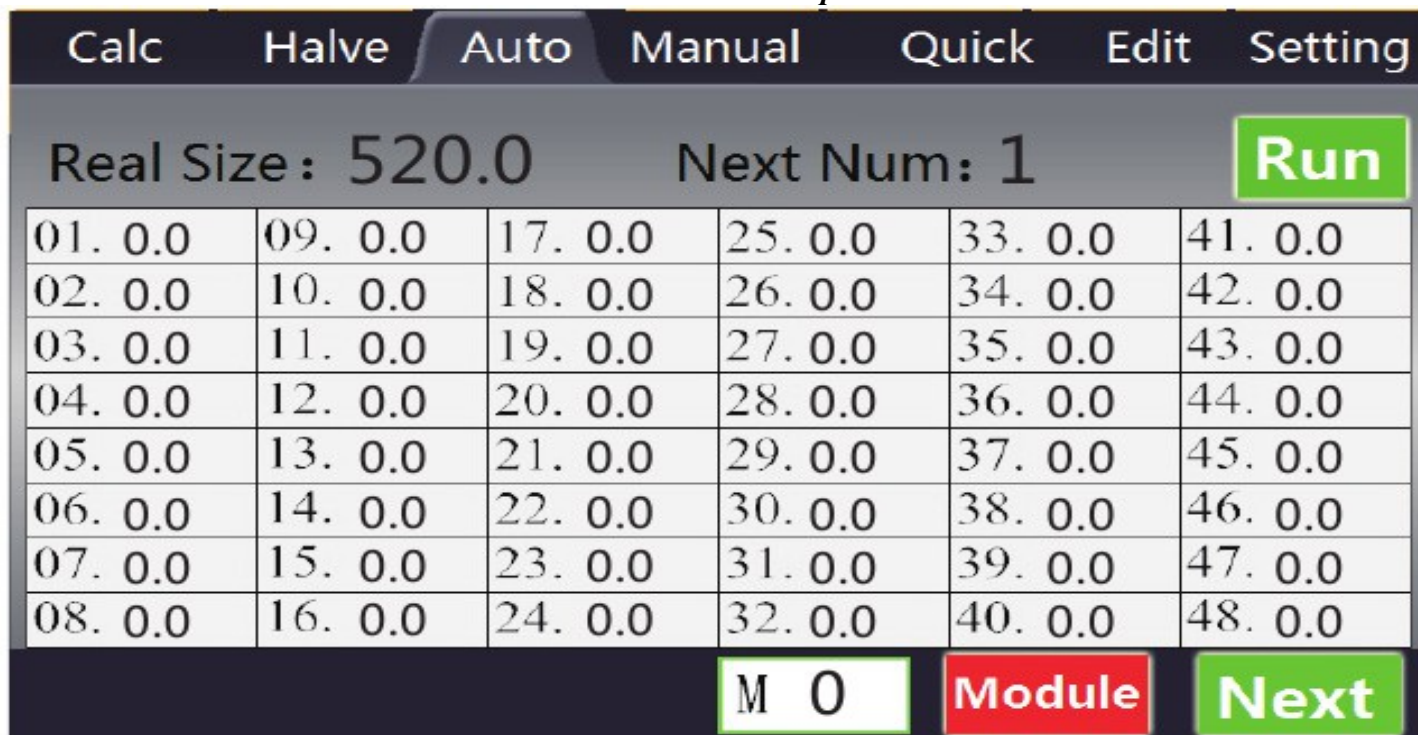 Calc Halve Auto Manual Quick Edit Setting
Real Size: 520.0 Next Num: 1 Run
01. 0.0 09. 0.0 17. 0.0 25. 0.0 33. 0.0 41. 0.0
02. 0.0 10. 0.0 18. 0.0 26. 0.0 34. 0.0 42. 0.0
03. 0.0 11. 0.0 19. 0.0 27. 0.0 35. 0.0 43. 0.0
04. 0.0 12. 0.0 20. 0.0 28. 0.0 36. 0.0 44. 0.0
05. 0.0 13. 0.0 21. 0.0 29. 0.0 37. 0.0 45. 0.0
06. 0.0 14. 0.0 22. 0.0 30. 0.0 38. 0.0 46. 0.0
07. 0.0 15. 0.0 23. 0.0 31. 0.0 39. 0.0 47. 0.0
08. 0.0 16. 0.0 24. 0.0 32. 0.0 40. 0.0 48. 0.0
M 0 Module Next